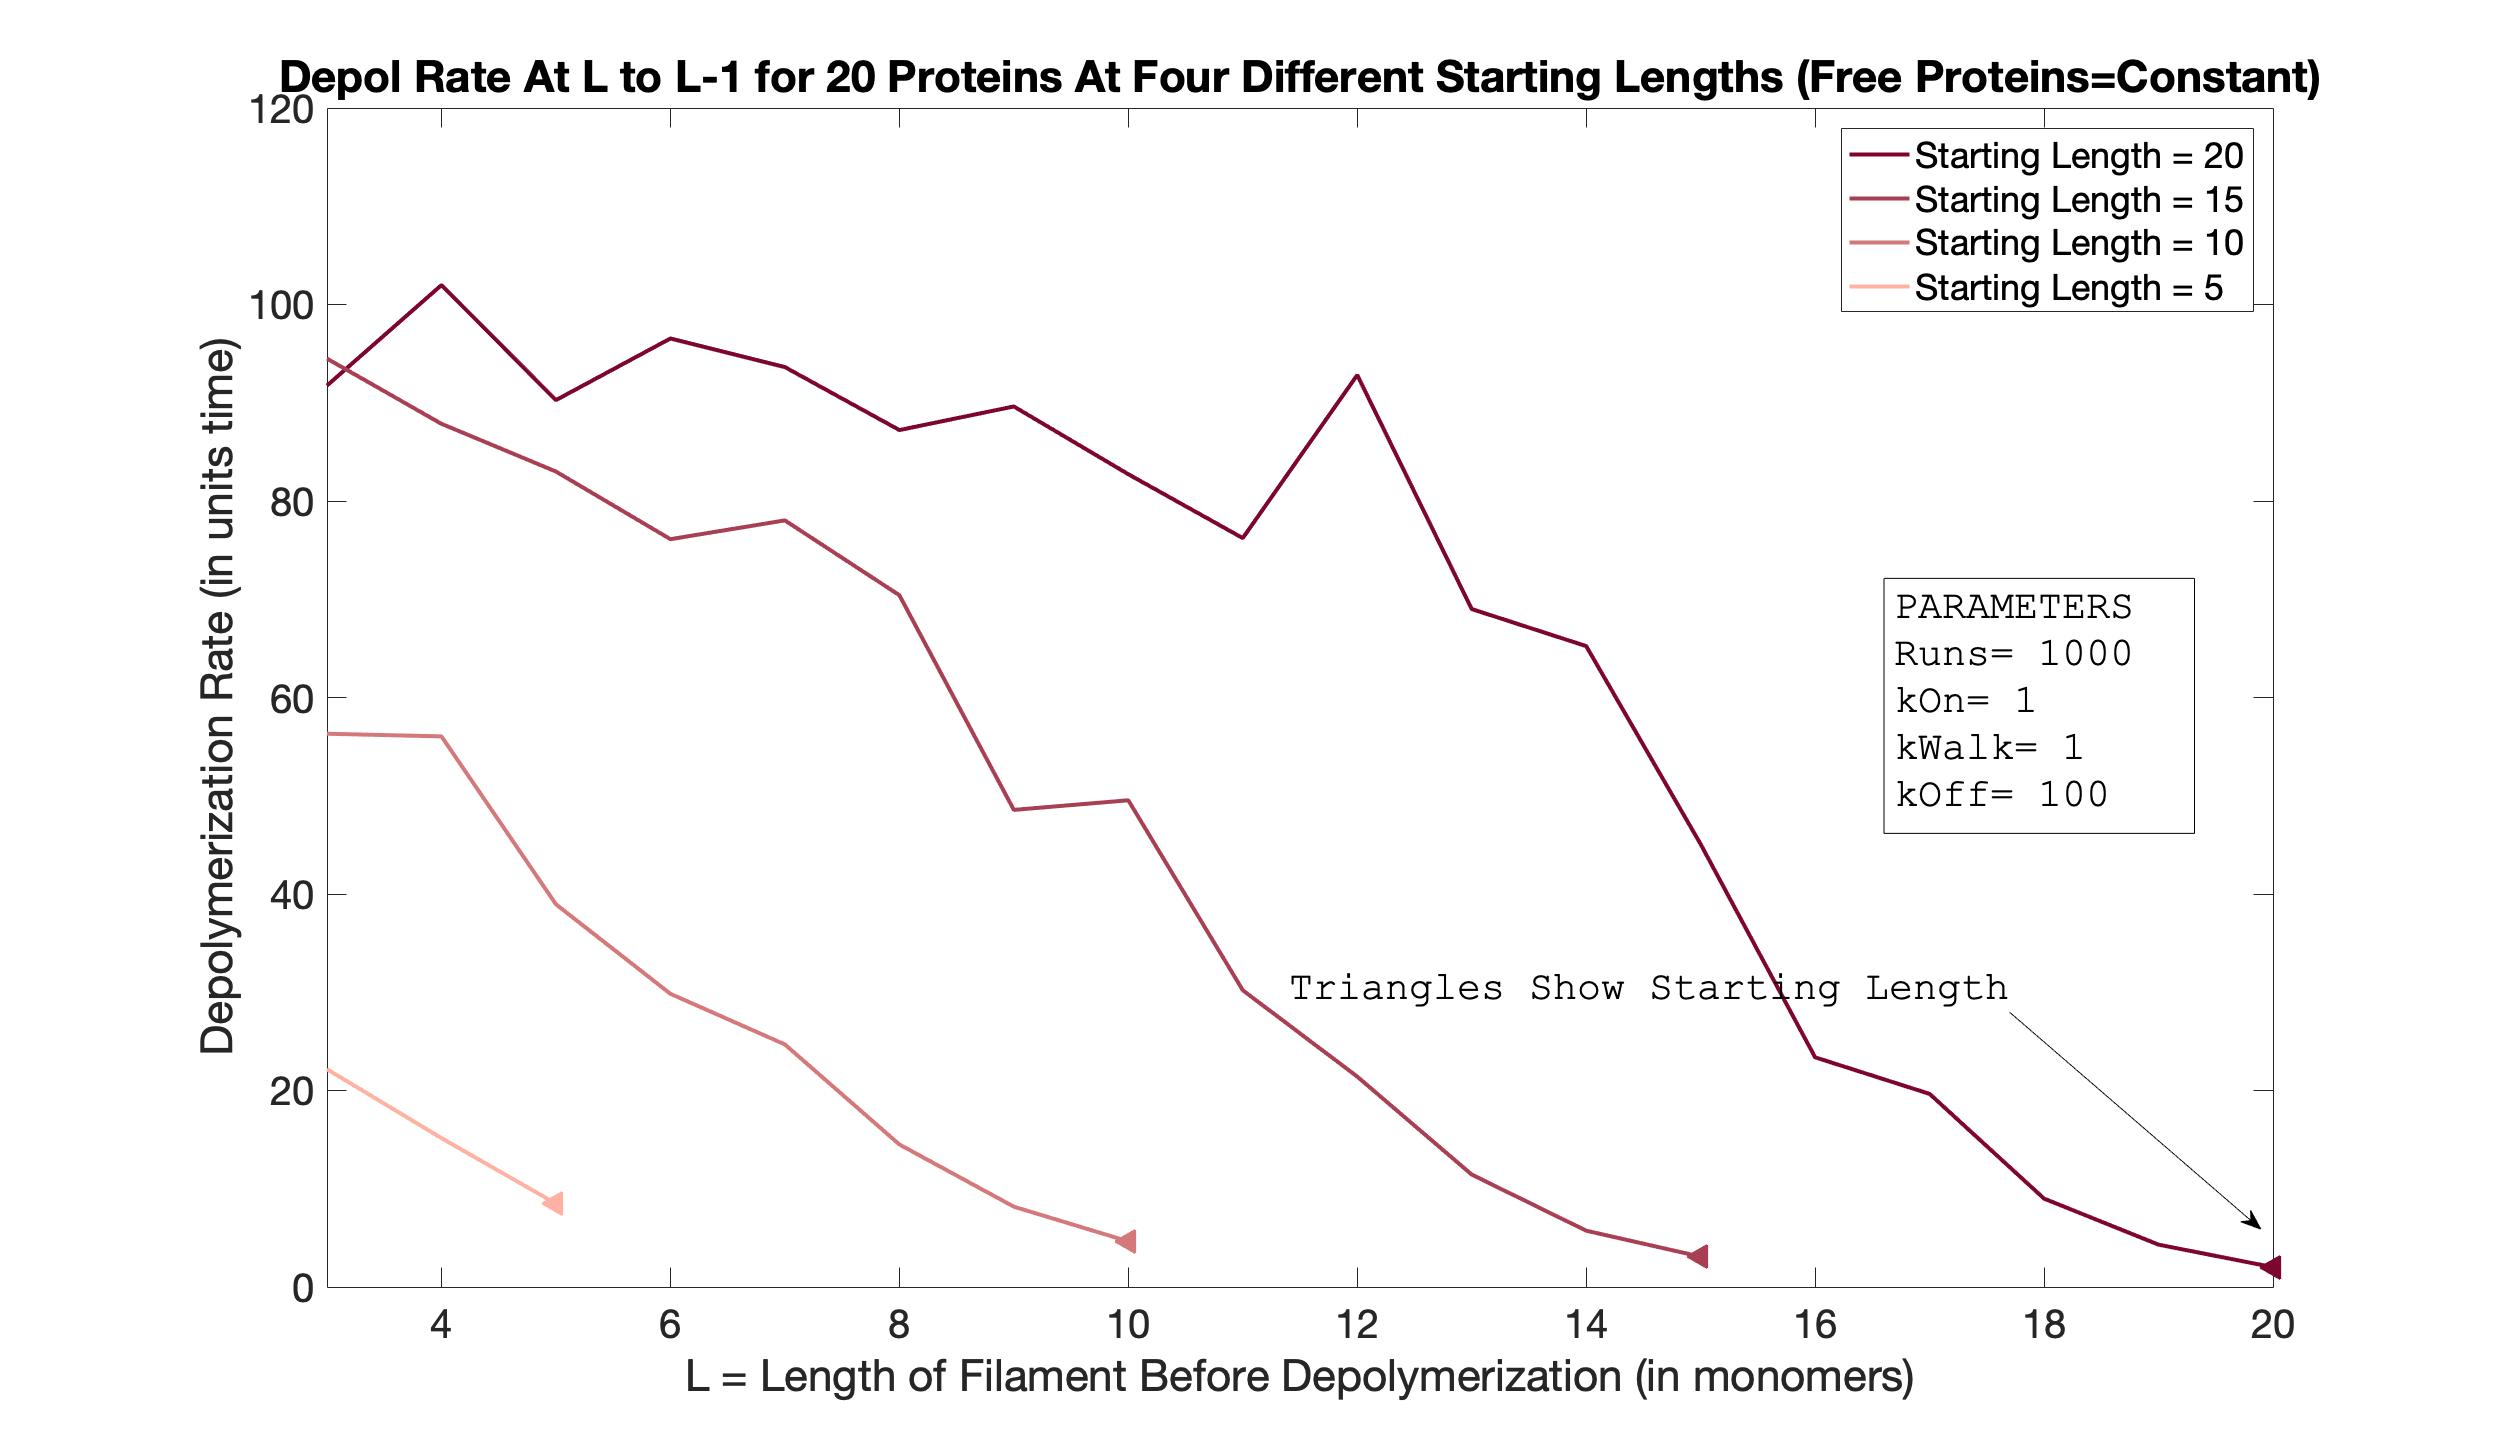 Depol Rate At L to L-1 for 20 Proteins At Four Different Starting Lengths (Free Proteins=Constant)
120
100
80
60
40
20
0
Depolymerization Rate (in units time)
Starting Length = 20
Starting Length = 15
Starting Length = 10
Starting Length = 5
PARAMETERS
Runs= 1000
kOn= 1
kWalk= 1
kOff= 100
Triangles Show Starting Length
4 6 8 10 12 14 16 18 20
L = Length of Filament Before Depolymerization (in monomers)